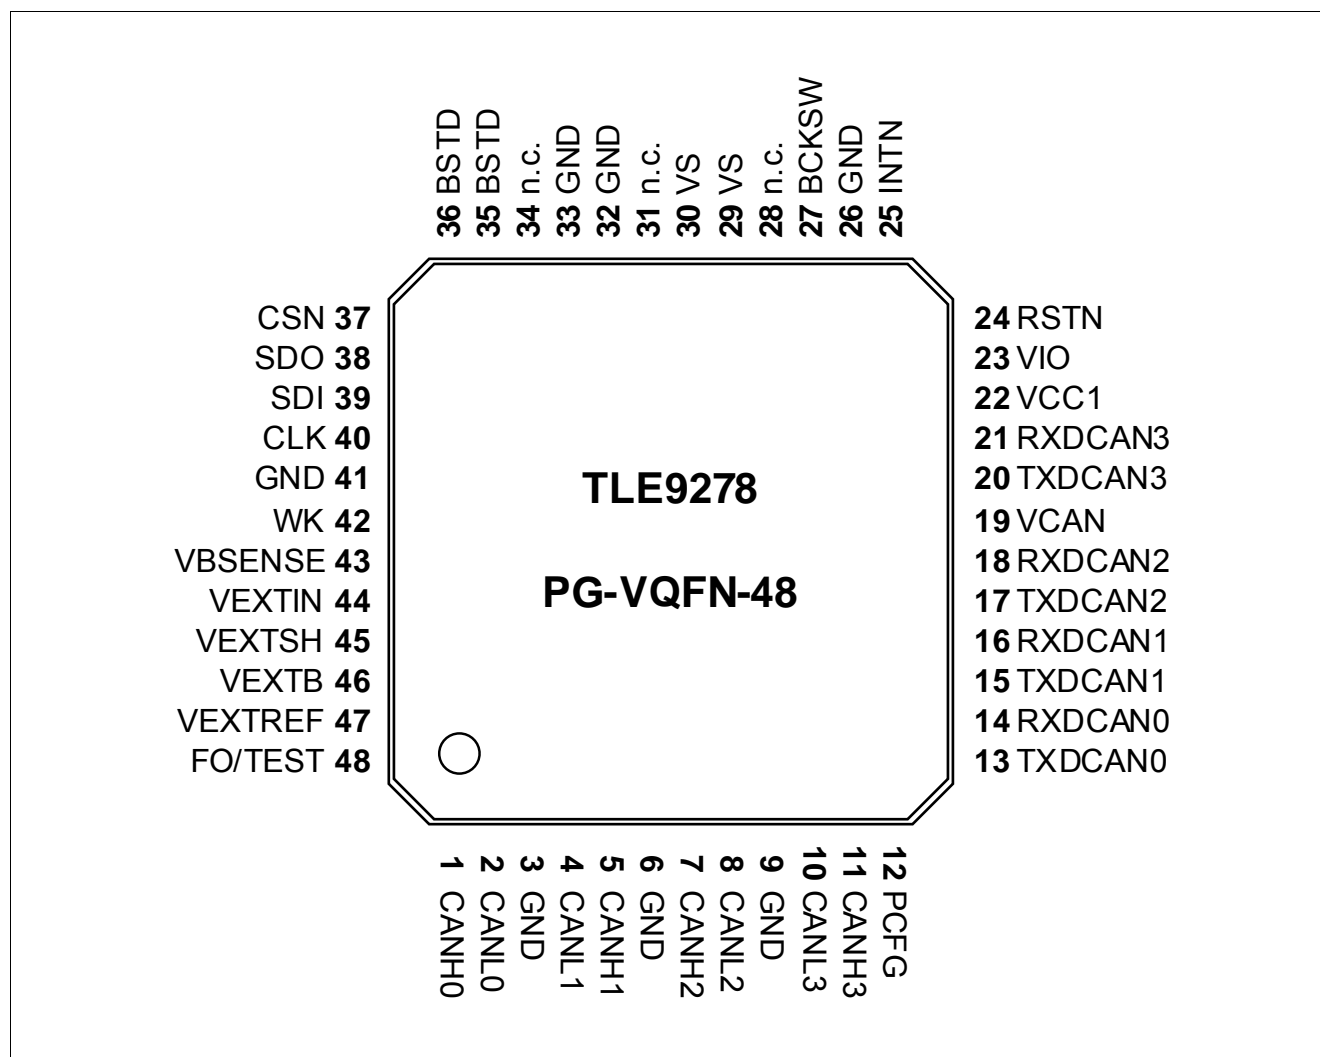 36 BSTD
35 BSTD
34 n.c.
33 GND
32 GND
31 n.c.
30 VS
29 VS
28 n.c.
27 BCKSW
26 GND
25 INTN
CSN 37
SDO 38
SDI 39
CLK 40
GND 41
WK 42
VBSENSE 43
VEXTIN 44
VEXTSH 45
VEXTB 46
VEXTREF 47
FO/TEST 48
TLE9278
PG-VQFN-48
24 RSTN
23 VIO
22 VCC1
21 RXDCAN3
20 TXDCAN3
19 VCAN
18 RXDCAN2
17 TXDCAN2
16 RXDCAN1
15 TXDCAN1
14 RXDCAN0
13 TXDCAN0
1 CANH0
2 CANL0
3 GND
4 CANL1
5 CANH1
6 GND
7 CANH2
8 CANL2
9 GND
10 CANL3
11 CANH3
12 PCFG